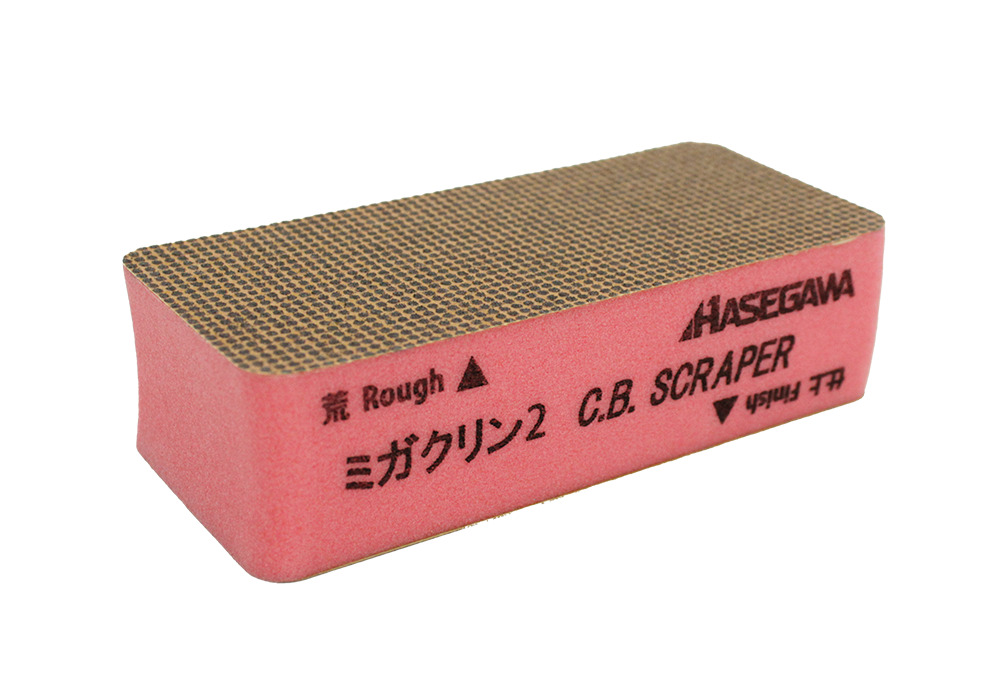 HASEGAWA
荒 Rough ▲
ミガクリン2 C.B. SCRAPER
仕上 Finish ▲